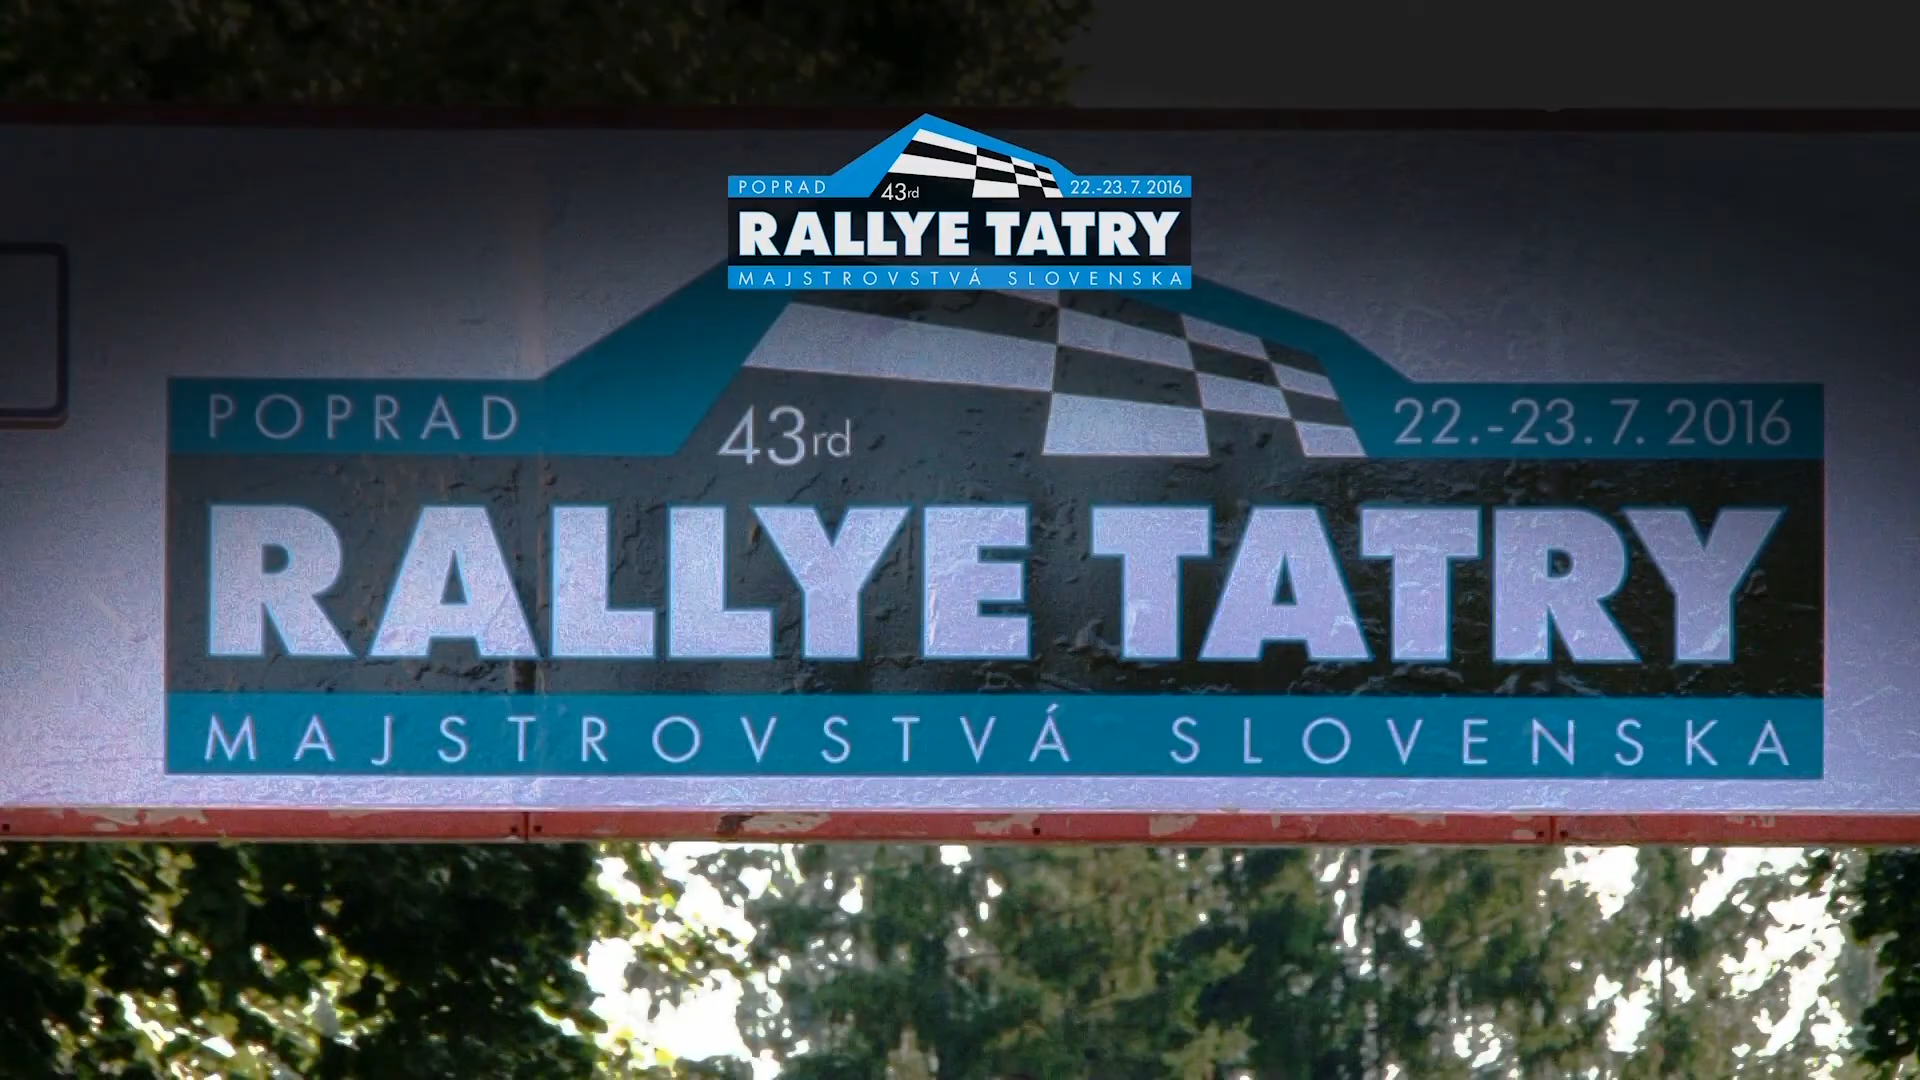 POPRAD 43rd 22.-23.7.2016
RALLYE TATRY
MAJSTROVSTVÁ SLOVENSKA
POPRAD 43rd 22.-23.7.2016
RALLYE TATRY
MAJSTROVSTVÁ SLOVENSKA